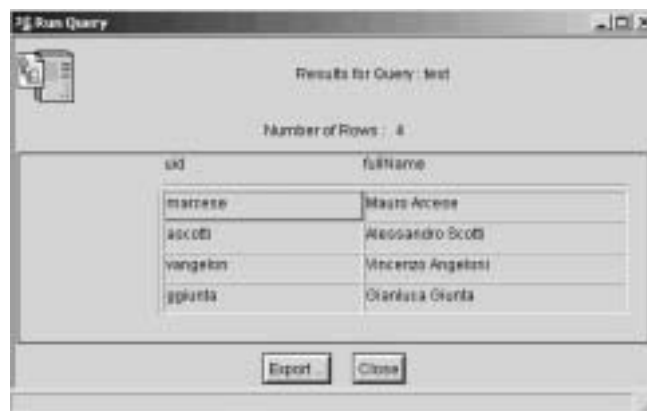 Run Query
Results for Query: test
Number of Rows: 4
uid fullName
marcese Mauro Arcese
ascotti Alessandro Scotti
vangelon Vincenzo Angeloni
ggiunta Gianluca Giunta
Export... Close